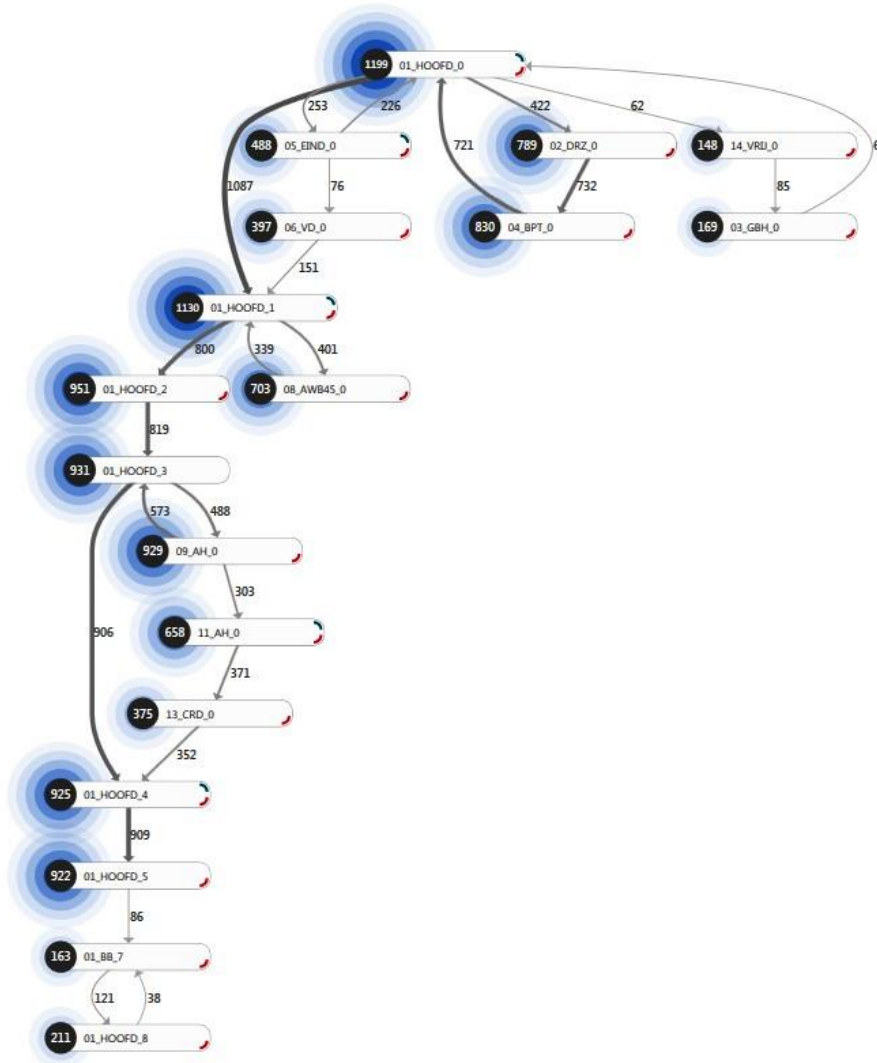 1199 01_HOOFD_0
253 226 422 62
488 05_EIND_0 721 789 02_DRZ_0 148 14_VRIJ_0 6
1087 76 732 85
397 06_VD_0 830 04_BPT_0 169 03_GBH_0
151
1130 01_HOOFD_1
800 339 401
951 01_HOOFD_2 703 08_AWB45_0
819
931 01_HOOFD_3
573 488
929 09_AH_0
303
906 658 11_AH_0
371
375 13_CRD_0
352
925 01_HOOFD_4
909
922 01_HOOFD_5
86
163 01_BB_7
121 38
211 01_HOOFD_8